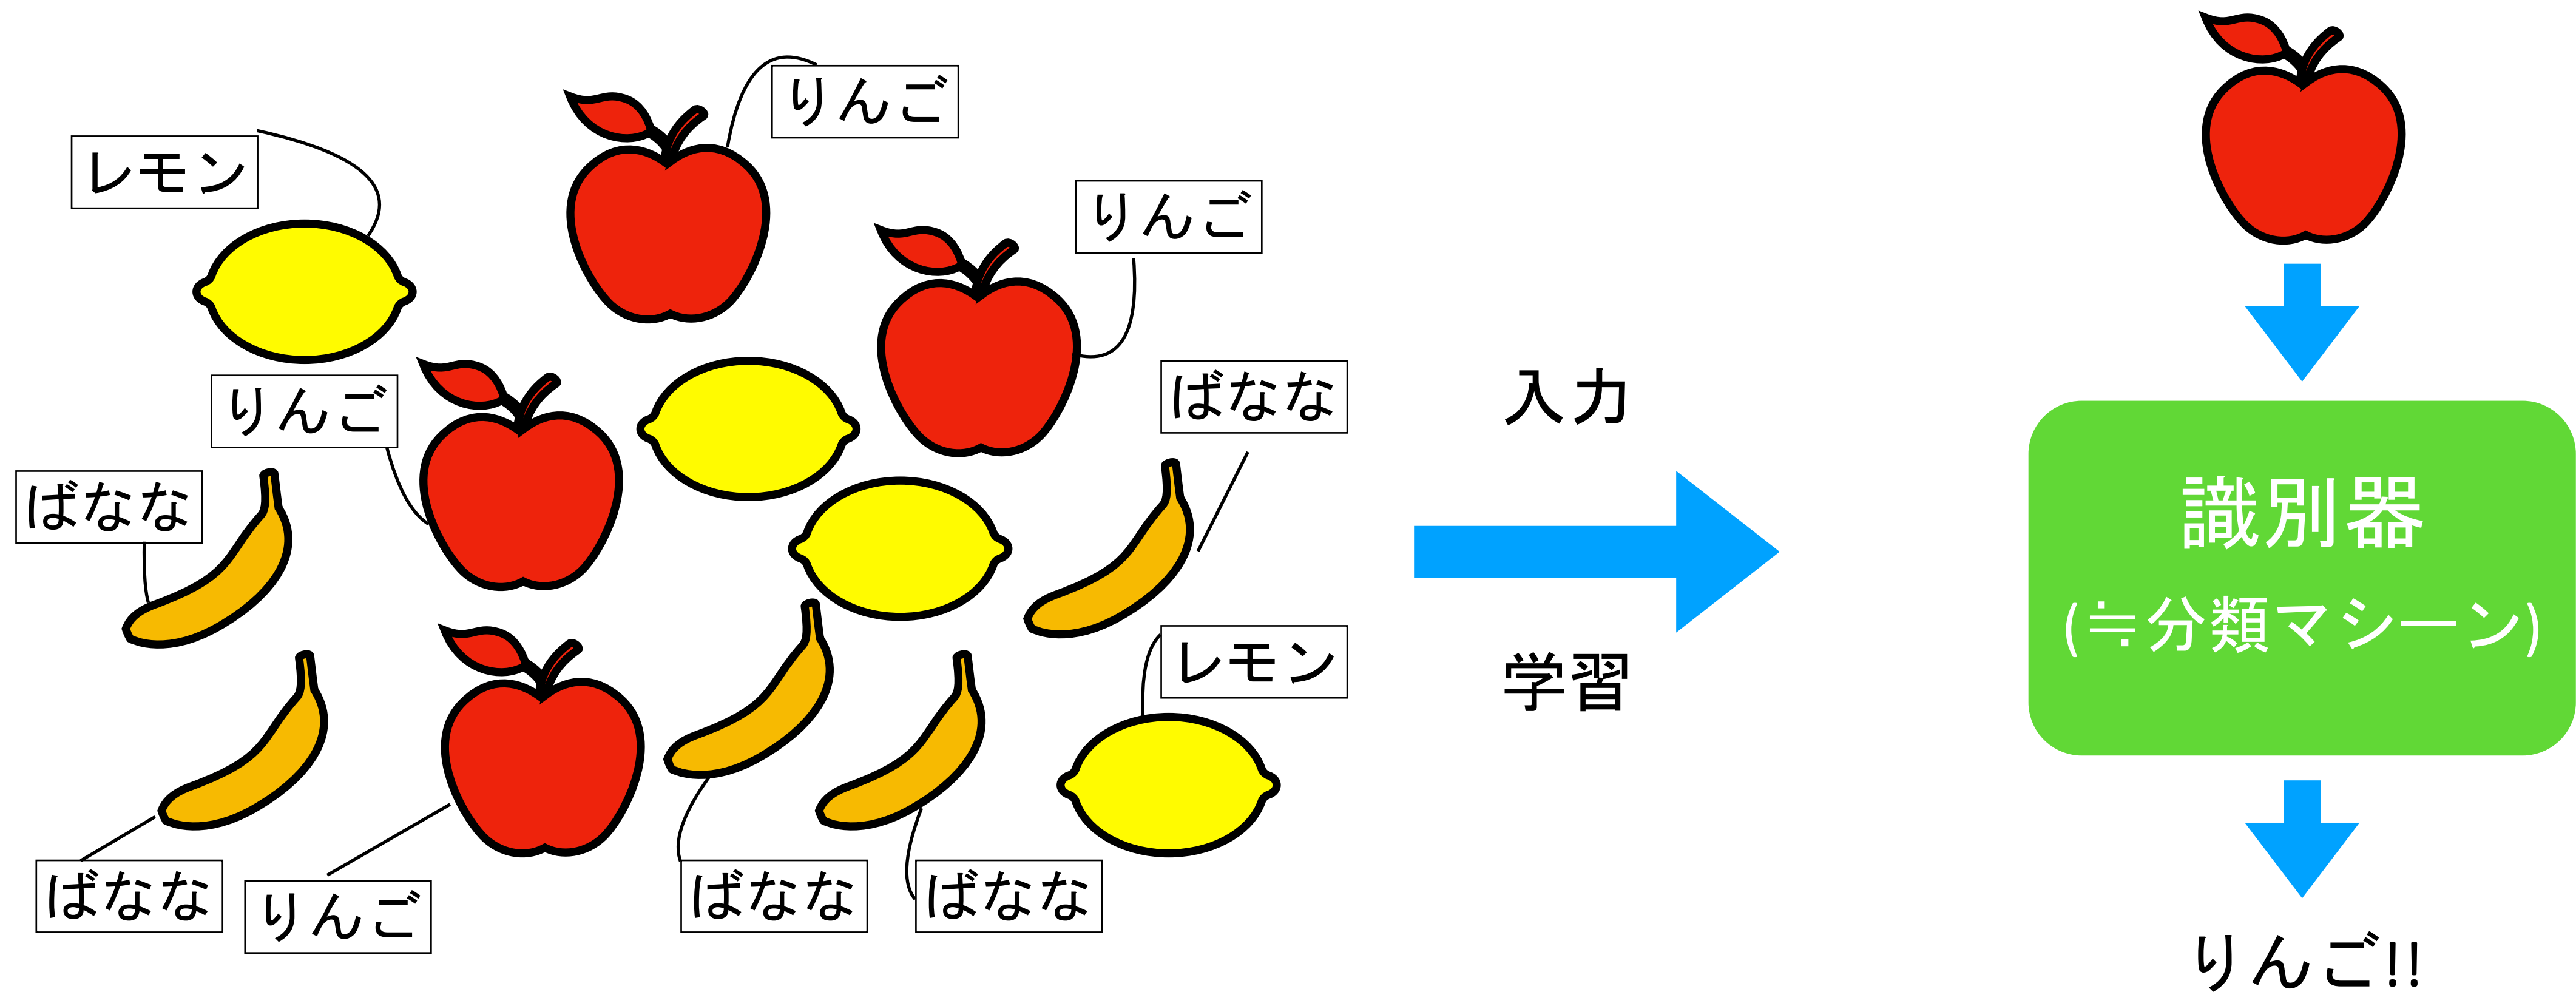 りんご
レモン
りんご
りんご
ばなな
ばなな
レモン
ばなな
りんご
ばなな
ばなな
入力
学習
識別器
(≒分類マシーン)
りんご!!